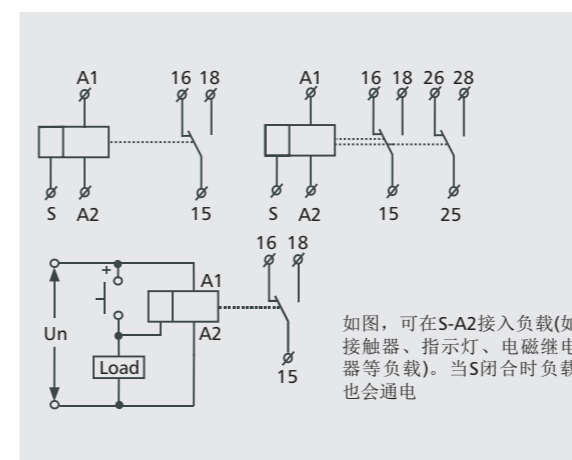 A1 16 18 A1 16 18 26 28
S A2 15 S A2 15 25
16 18
+
A1
Un A2
Load
15
如图，可在S-A2接入负载(如
接触器、指示灯、电磁继电
器等负载)。当S闭合时负载
也会通电